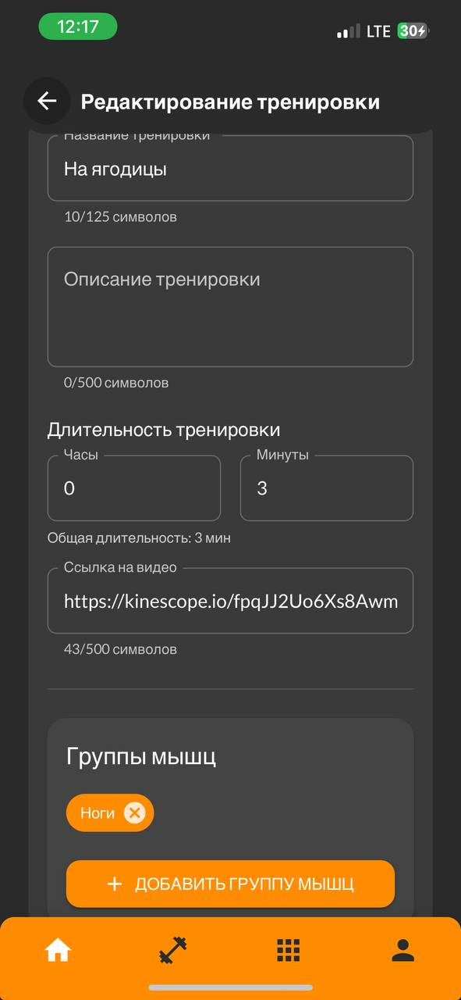 12:17
LTE 30
Редактирование тренировки
Название тренировки
На ягодицы
10/125 символов
Описание тренировки
0/500 символов
Длительность тренировки
Часы Минуты
0 3
Общая длительность: 3 мин
Ссылка на видео
https://kinescope.io/fpqJJ2Uo6Xs8Awm
43/500 символов
Группы мышц
Ноги
+ ДОБАВИТЬ ГРУППУ МЫШЦ